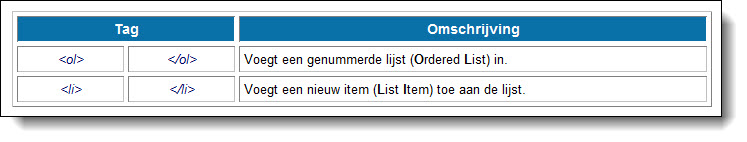 Tag Omschrijving
<ol> </ol> Voegt een genummerde lijst (Ordered List) in.
<li> </li> Voegt een nieuw item (List Item) toe aan de lijst.